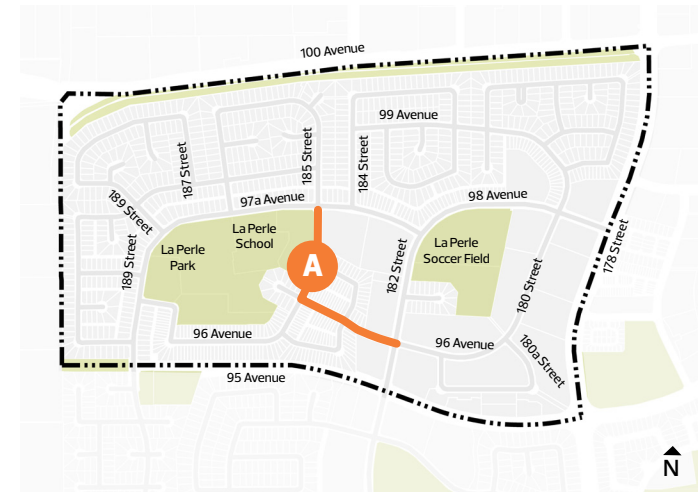 100 Avenue
99 Avenue
187 Street
185 Street
184 Street
189 Street
97a Avenue
98 Avenue
La Perle
School
La Perle
Park
La Perle
Soccer Field
189 Street
182 Street
180 Street
178 Street
A
96 Avenue
96 Avenue
180a Street
95 Avenue
N